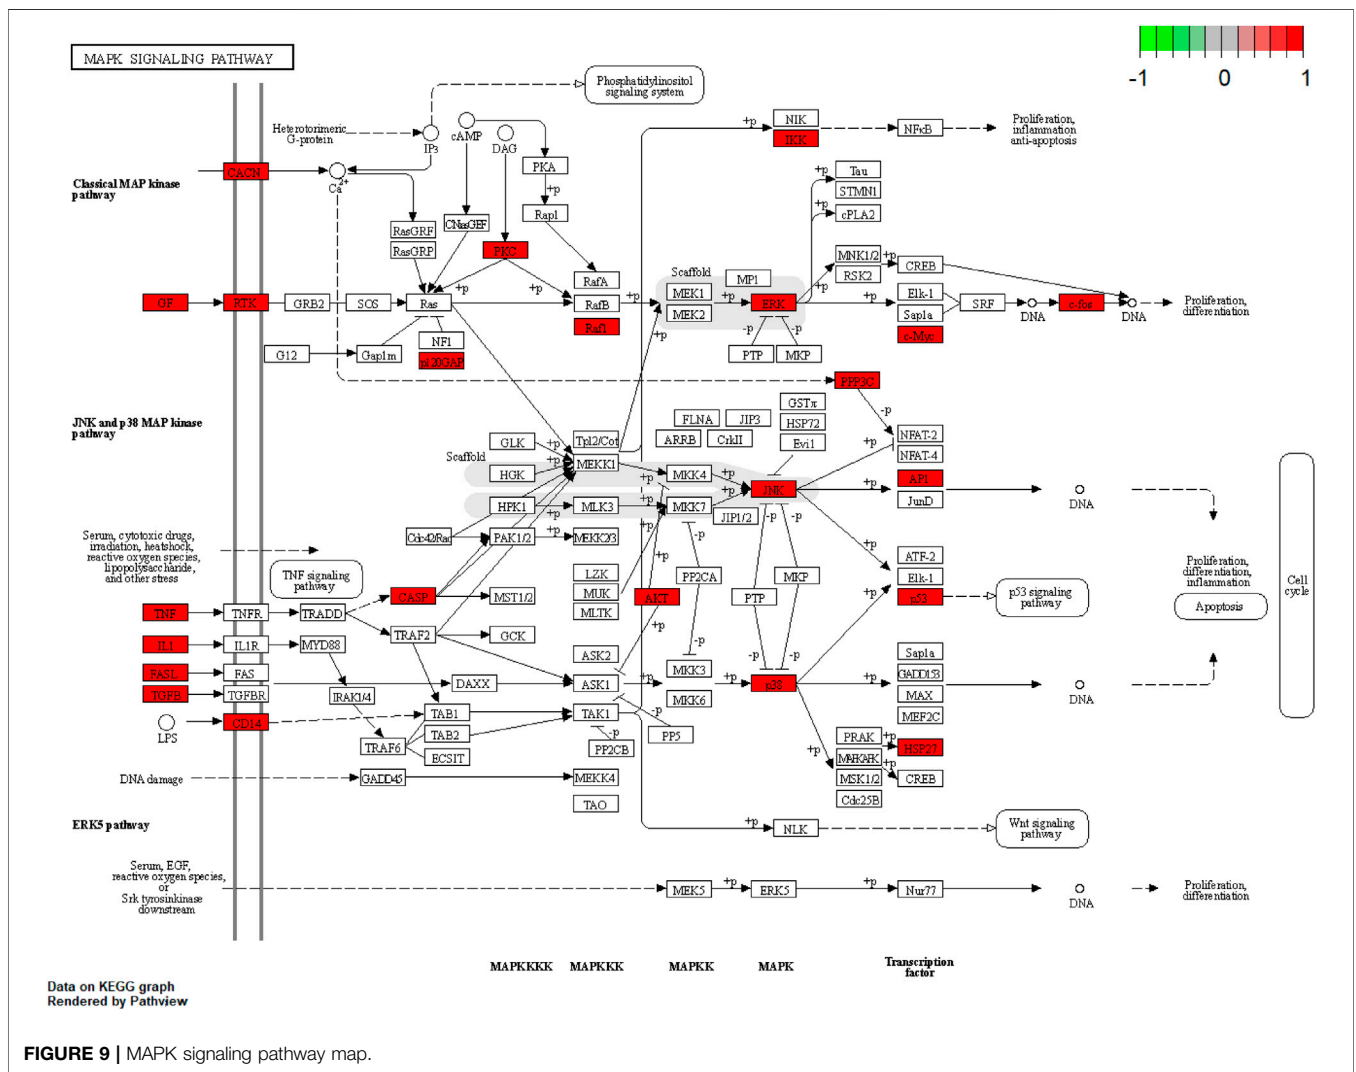 MAPK SIGNALING PATHWAY
-1
0
1
Phosphatidylinositol
signaling system
Heterotorimeric
G-protein
IP3
cAMP
DAG
NIK
IKK
+p
NFκB
Proliferation,
inflammation
anti-apoptosis
Classical MAP kinase
pathway
CACN
Ca2+
PKA
+p
Rap1
Tau
STMN1
cPLA2
+p
+p
RasGRF
RasGRP
CNasGEF
PKC
RafA
Scaffold
MP1
MNK1/2
RSK2
+p
+p
CREB
GF
RTK
GRB2
SOS
Ras
+p
+p
RafB
Raf1
+p
MEK1
MEK2
+p
ERK
+p
Elk-1
Sap1a
c-Myc
SRF
DNA
+p
c-fos
DNA
Proliferation,
differentiation
G12
Gap1m
NF1
p120GAP
+p
-p
-p
PTP
MKP
PPP3C
-p
JNK and p38 MAP kinase
pathway
FLNA
JIP3
ARRB
CrkII
GSTπ
HSP72
Evi1
NFAT-2
NFAT-4
+p
Scaffold
GLK
HGK
HPK1
+p
+p
+p
+p
Tpl2/Cot
MEKK1
MLK3
+p
+p
MKK4
MKK7
+p
+p
JNK
JIP1/2
+p
AP1
JunD
DNA
Cdc42/Rac
PAK1/2
+p
MEKK2/3
+p
-p
-p
-p
Serum, cytotoxic drugs,
irradiation, heatshock,
reactive oxygen species,
lipopolysaccharide,
and other stress
TNF signaling
pathway
CASP
MST1/2
LZK
MUK
MLTK
+p
AKT
+p
PP2CA
PTP
MKP
+p
ATF-2
Elk-1
p53
p53 signaling
pathway
Proliferation,
differentiation,
inflammation
Apoptosis
Cell
cycle
TNF
TNFR
TRADD
TRAF2
GCK
IL1
IL1R
MYD88
ASK2
-p
-p
-p
+p
FASL
FAS
DAXX
ASK1
+p
MKK3
MKK6
+p
p38
+p
Sap1a
GADD153
MAX
MEF2C
DNA
TGFB
TGFBR
IRAK1/4
LPS
CD14
TAB1
TAB2
ECSIT
TRAF6
TAK1
-p
-p
PP2CB
PP5
+p
PRAK
MAPKAPK
MSK1/2
Cdc25B
+p
+p
HSP27
CREB
DNA damage
GADD45
MEKK4
TAO
ERK5 pathway
+p
NLK
Wnt signaling
pathway
Serum, EGF,
reactive oxygen species,
or
Srk tyrosinkinase
downstream
MEK5
+p
ERK5
+p
Nur77
DNA
Proliferation,
differentiation
MAPKKKK
MAPKKK
MAPKK
MAPK
Transcription
factor
Data on KEGG graph
Rendered by Pathview
FIGURE 9 | MAPK signaling pathway map.